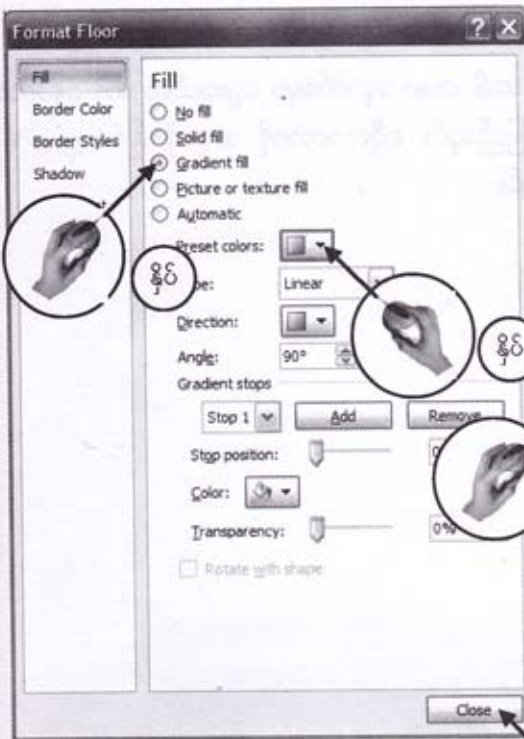 Format Floor
Fill
Border Color
Border Styles
Shadow
Fill
No fill
Solid fill
Gradient fill
Picture or texture fill
Automatic
Preset colors:
Linear
Direction:
Angle: 90°
Gradient stops
Stop 1 Add Remove
Stop position:
Color:
Transparency: 0%
Rotate with shape
Close
နှိပ်
နှိပ်